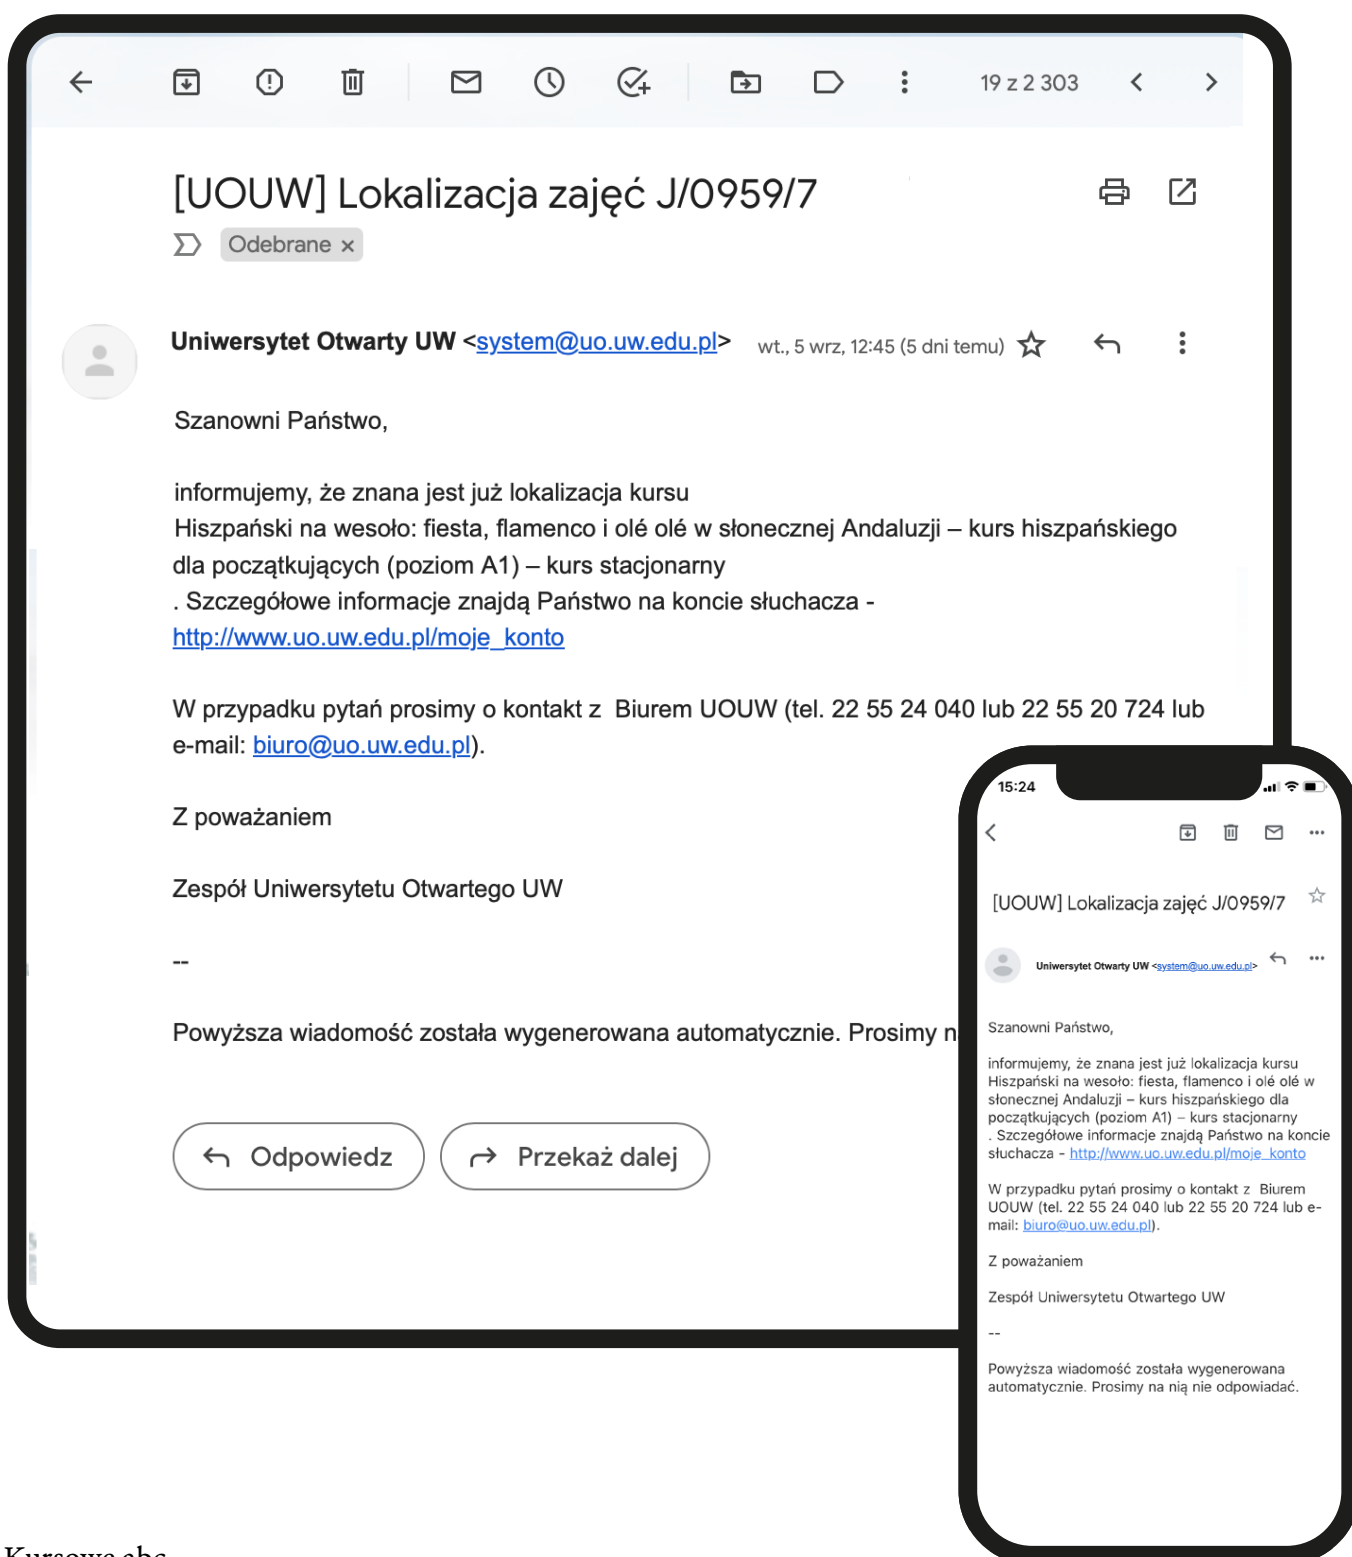 19 z 2 303
[UOUW] Lokalizacja zajęć J/0959/7
Odebrane ×
Uniwersytet Otwarty UW <system@uo.uw.edu.pl> wt., 5 wrz, 12:45 (5 dni temu)
Szanowni Państwo,
informujemy, że znana jest już lokalizacja kursu
Hiszpański na wesoło: fiesta, flamenco i olé olé w słonecznej Andaluzji – kurs hiszpańskiego
dla początkujących (poziom A1) – kurs stacjonarny
. Szczegółowe informacje znajdą Państwo na koncie słuchacza -
http://www.uo.uw.edu.pl/moje_konto
W przypadku pytań prosimy o kontakt z  Biurem UOUW (tel. 22 55 24 040 lub 22 55 20 724 lub
e-mail: biuro@uo.uw.edu.pl).
Z poważaniem
Zespół Uniwersytetu Otwartego UW
--
Powyższa wiadomość została wygenerowana automatycznie. Prosimy n
Odpowiedz
Przekaż dalej
15:24
[UOUW] Lokalizacja zajęć J/0959/7
Uniwersytet Otwarty UW <system@uo.uw.edu.pl>
Szanowni Państwo,
informujemy, że znana jest już lokalizacja kursu
Hiszpański na wesoło: fiesta, flamenco i olé olé w
słonecznej Andaluzji – kurs hiszpańskiego dla
początkujących (poziom A1) – kurs stacjonarny
. Szczegółowe informacje znajdą Państwo na koncie
słuchacza - http://www.uo.uw.edu.pl/moje_konto
W przypadku pytań prosimy o kontakt z  Biurem
UOUW (tel. 22 55 24 040 lub 22 55 20 724 lub e-
mail: biuro@uo.uw.edu.pl).
Z poważaniem
Zespół Uniwersytetu Otwartego UW
--
Powyższa wiadomość została wygenerowana
automatycznie. Prosimy na nią nie odpowiadać.
Kursowe abc